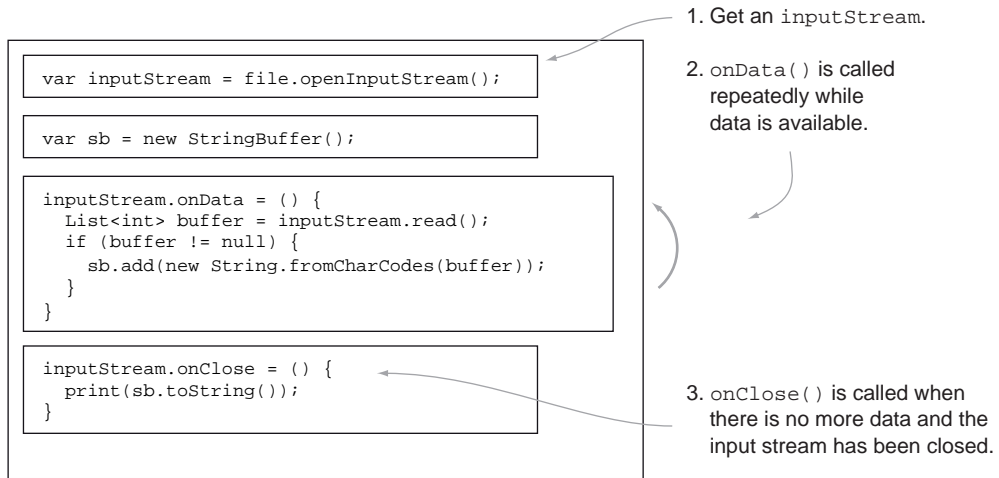 1. Get an inputStream.
var inputStream = file.openInputStream();
2. onData() is called
repeatedly while
data is available.
var sb = new StringBuffer();
inputStream.onData = () {
List<int> buffer = inputStream.read();
if (buffer != null) {
sb.add(new String.fromCharCodes(buffer));
}
}
inputStream.onClose = () {
print(sb.toString());
}
3. onClose() is called when
there is no more data and the
input stream has been closed.